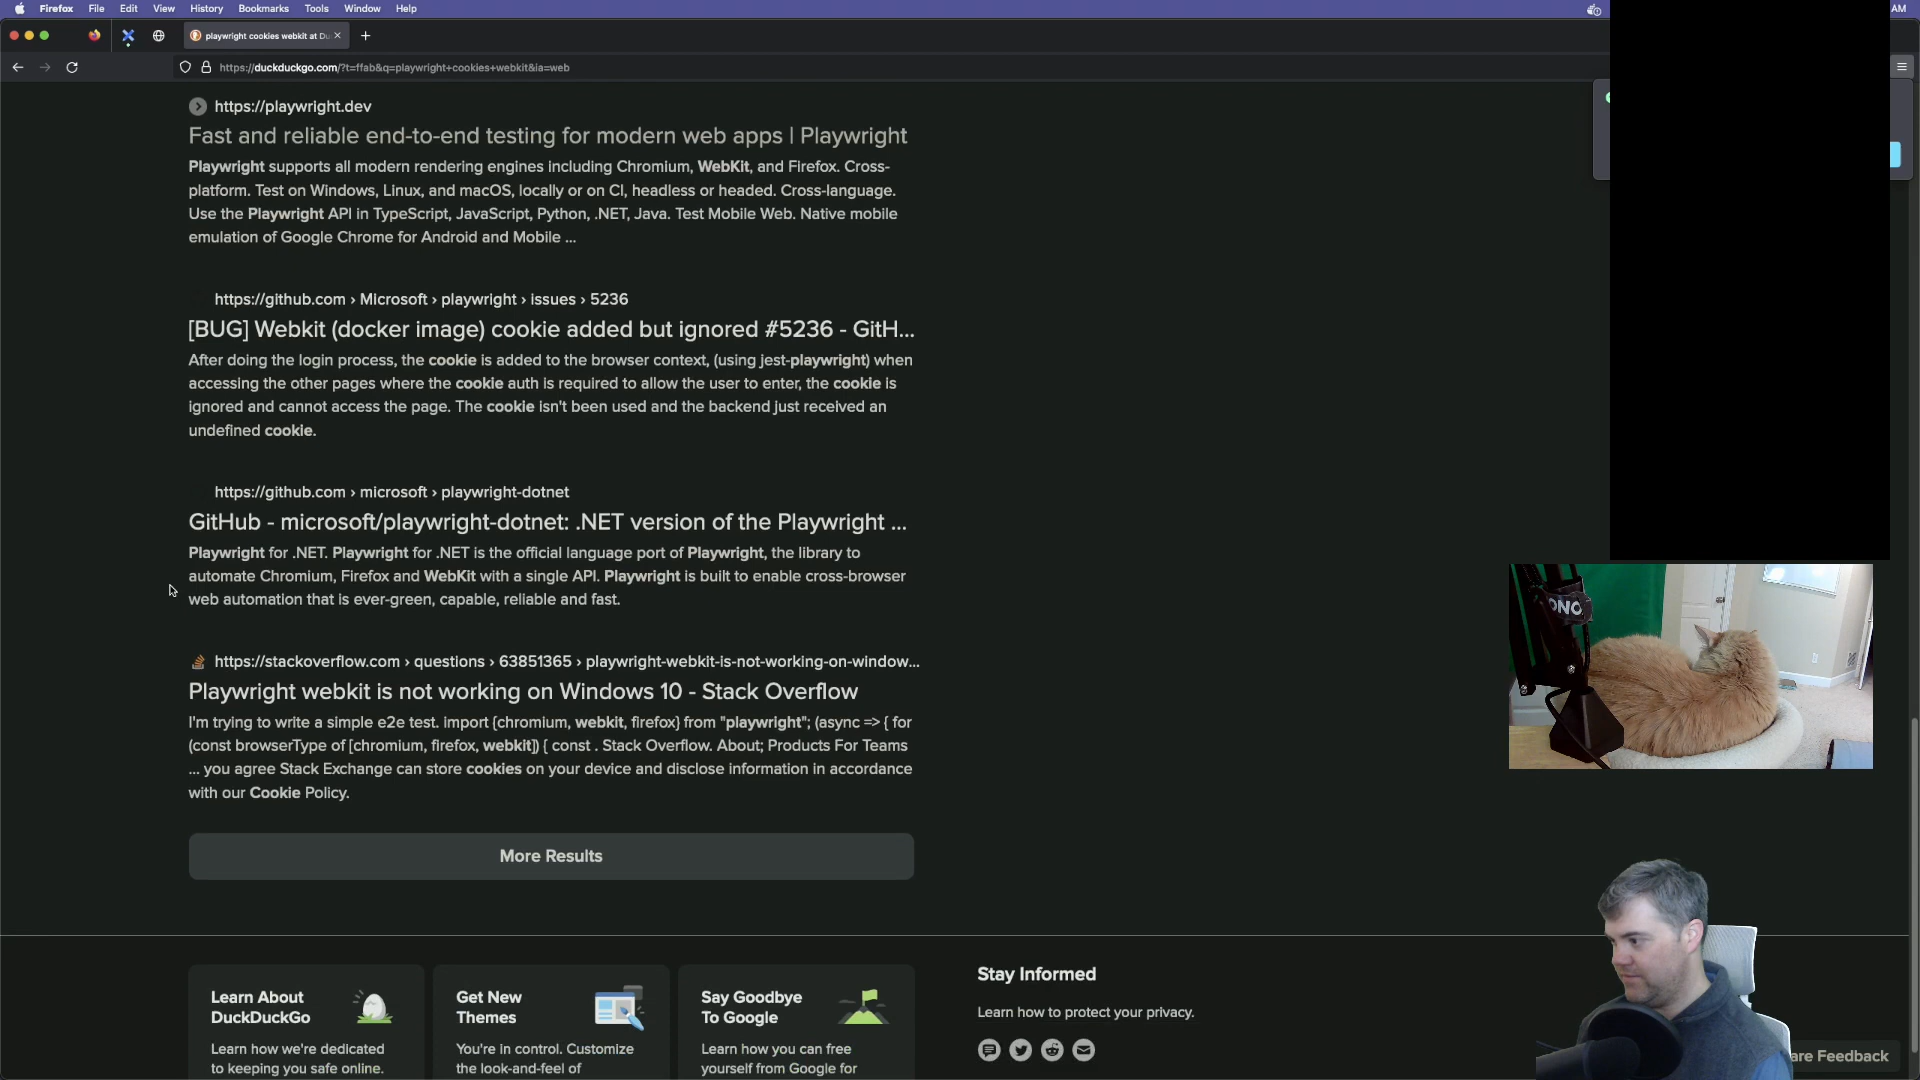 Firefox File Edit View History Bookmarks Tools Window Help
AM
playwright cookies webkit at Du
https://duckduckgo.com/?t=ffab&q=playwright+cookies+webkit&ia=web
https://playwright.dev
Fast and reliable end-to-end testing for modern web apps | Playwright
Playwright supports all modern rendering engines including Chromium, WebKit, and Firefox. Cross-
platform. Test on Windows, Linux, and macOS, locally or on CI, headless or headed. Cross-language.
Use the Playwright API in TypeScript, JavaScript, Python, .NET, Java. Test Mobile Web. Native mobile
emulation of Google Chrome for Android and Mobile ...
https://github.com › Microsoft › playwright › issues › 5236
[BUG] Webkit (docker image) cookie added but ignored #5236 - GitH...
After doing the login process, the cookie is added to the browser context, (using jest-playwright) when
accessing the other pages where the cookie auth is required to allow the user to enter, the cookie is
ignored and cannot access the page. The cookie isn't been used and the backend just received an
undefined cookie.
https://github.com › microsoft › playwright-dotnet
GitHub - microsoft/playwright-dotnet: .NET version of the Playwright ...
Playwright for .NET. Playwright for .NET is the official language port of Playwright, the library to
automate Chromium, Firefox and WebKit with a single API. Playwright is built to enable cross-browser
web automation that is ever-green, capable, reliable and fast.
https://stackoverflow.com › questions › 63851365 › playwright-webkit-is-not-working-on-window...
Playwright webkit is not working on Windows 10 - Stack Overflow
I'm trying to write a simple e2e test. import {chromium, webkit, firefox} from "playwright"; (async => { for
(const browserType of [chromium, firefox, webkit]) { const . Stack Overflow. About; Products For Teams
... you agree Stack Exchange can store cookies on your device and disclose information in accordance
with our Cookie Policy.
More Results
Learn About
DuckDuckGo
Learn how we're dedicated
to keeping you safe online.
Get New
Themes
You're in control. Customize
the look-and-feel of
Say Goodbye
To Google
Learn how you can free
yourself from Google for
Stay Informed
Learn how to protect your privacy.
are Feedback
ONO